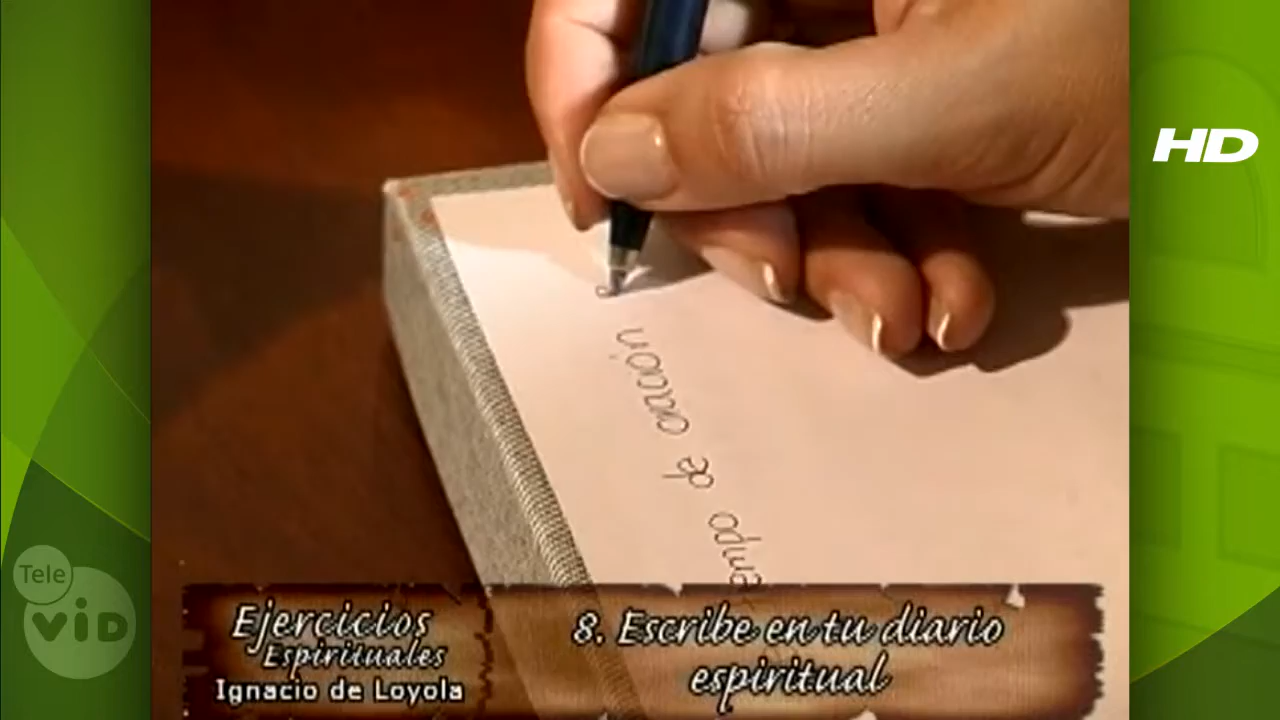 HD
oración
de
Tele
VID
Ejercicios
Espirituales
Ignacio de Loyola
8. Escribe en tu diario
espiritual